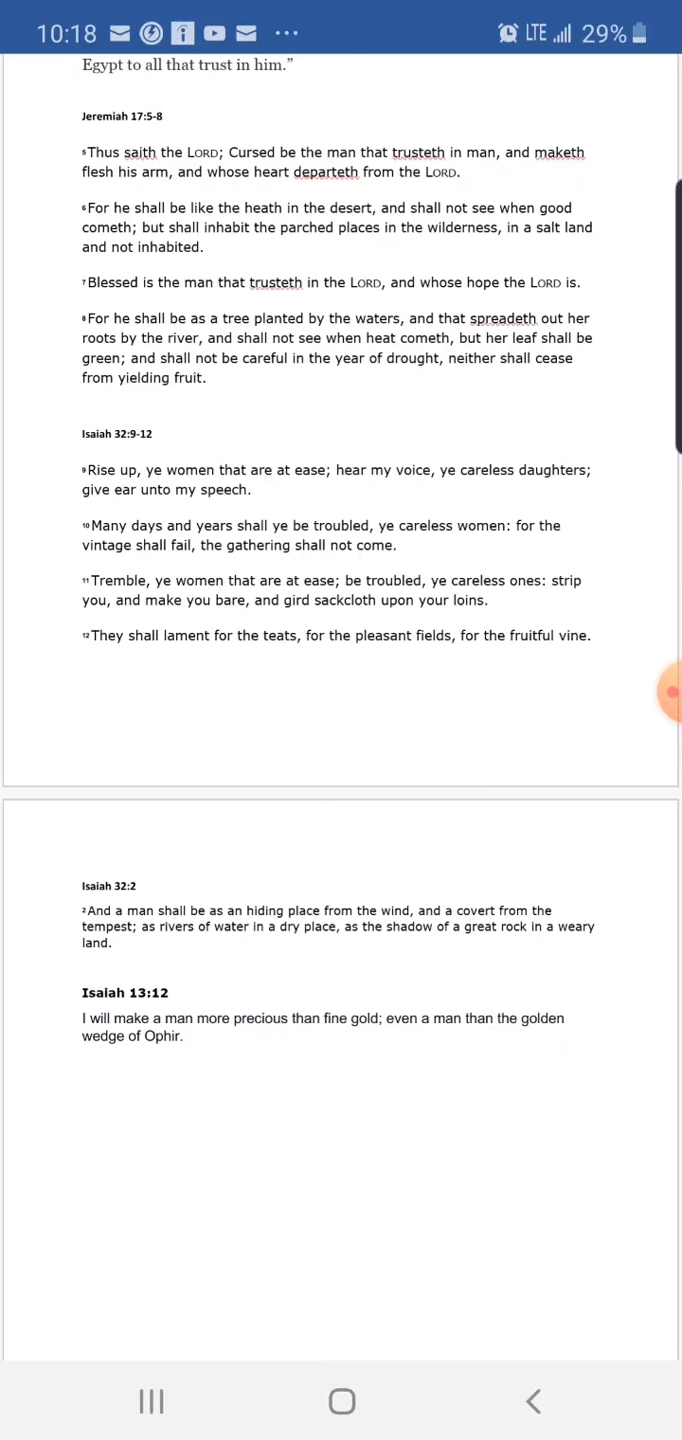 10:18
LTE 29%
Egypt to all that trust in him.”
Jeremiah 17:5-8
5Thus saith the LORD; Cursed be the man that trusteth in man, and maketh
flesh his arm, and whose heart departeth from the LORD.
6For he shall be like the heath in the desert, and shall not see when good
cometh; but shall inhabit the parched places in the wilderness, in a salt land
and not inhabited.
7Blessed is the man that trusteth in the LORD, and whose hope the LORD is.
8For he shall be as a tree planted by the waters, and that spreadeth out her
roots by the river, and shall not see when heat cometh, but her leaf shall be
green; and shall not be careful in the year of drought, neither shall cease
from yielding fruit.
Isaiah 32:9-12
9Rise up, ye women that are at ease; hear my voice, ye careless daughters;
give ear unto my speech.
10Many days and years shall ye be troubled, ye careless women: for the
vintage shall fail, the gathering shall not come.
11Tremble, ye women that are at ease; be troubled, ye careless ones: strip
you, and make you bare, and gird sackcloth upon your loins.
12They shall lament for the teats, for the pleasant fields, for the fruitful vine.
Isaiah 32:2
2And a man shall be as an hiding place from the wind, and a covert from the
tempest; as rivers of water in a dry place, as the shadow of a great rock in a weary
land.
Isaiah 13:12
I will make a man more precious than fine gold; even a man than the golden
wedge of Ophir.